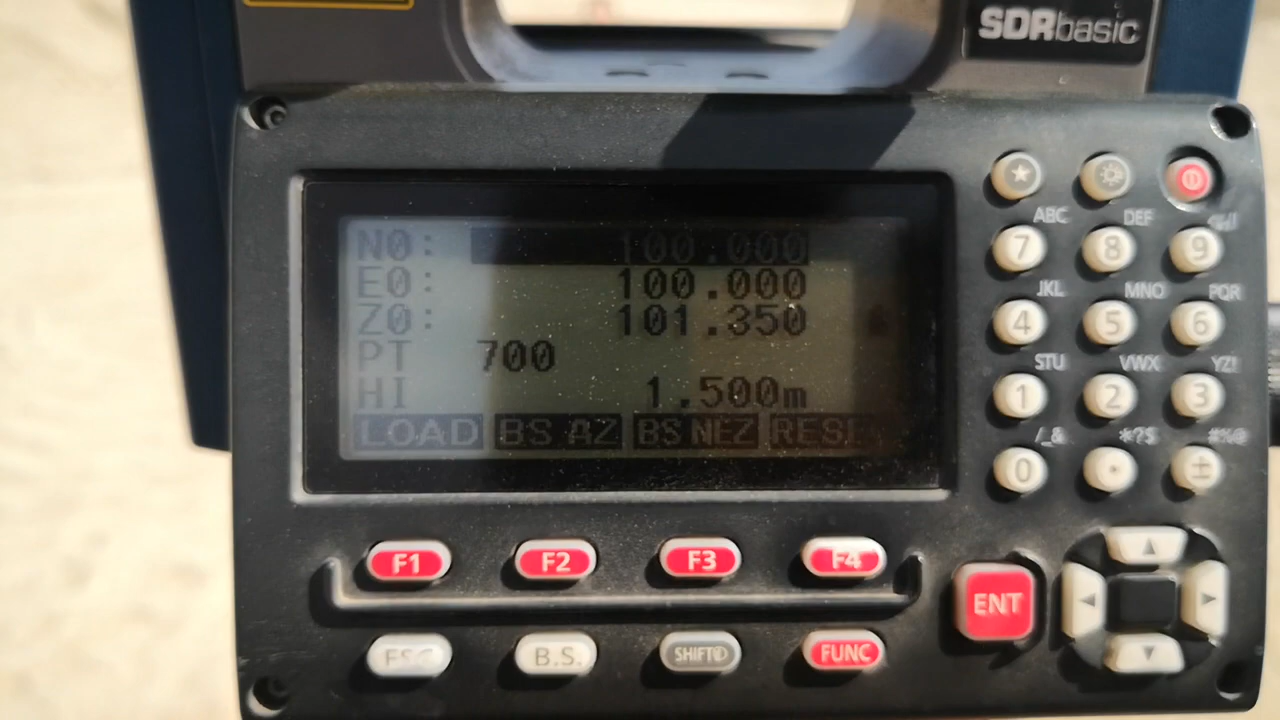 SDRbasic
N0: 100.000
E0: 100.000
Z0: 101.350
PT 700
HI 1.500m
LOAD BS AZ BS NEZ
ABC DEF
7 8 9
JKL MNO PQR
4 5 6
STU VWX YZ!
1 2 3
/_& *?$ #%@
0 . ±
F1 F2 F3 F4
ENT
ESC B.S. SHIFT FUNC